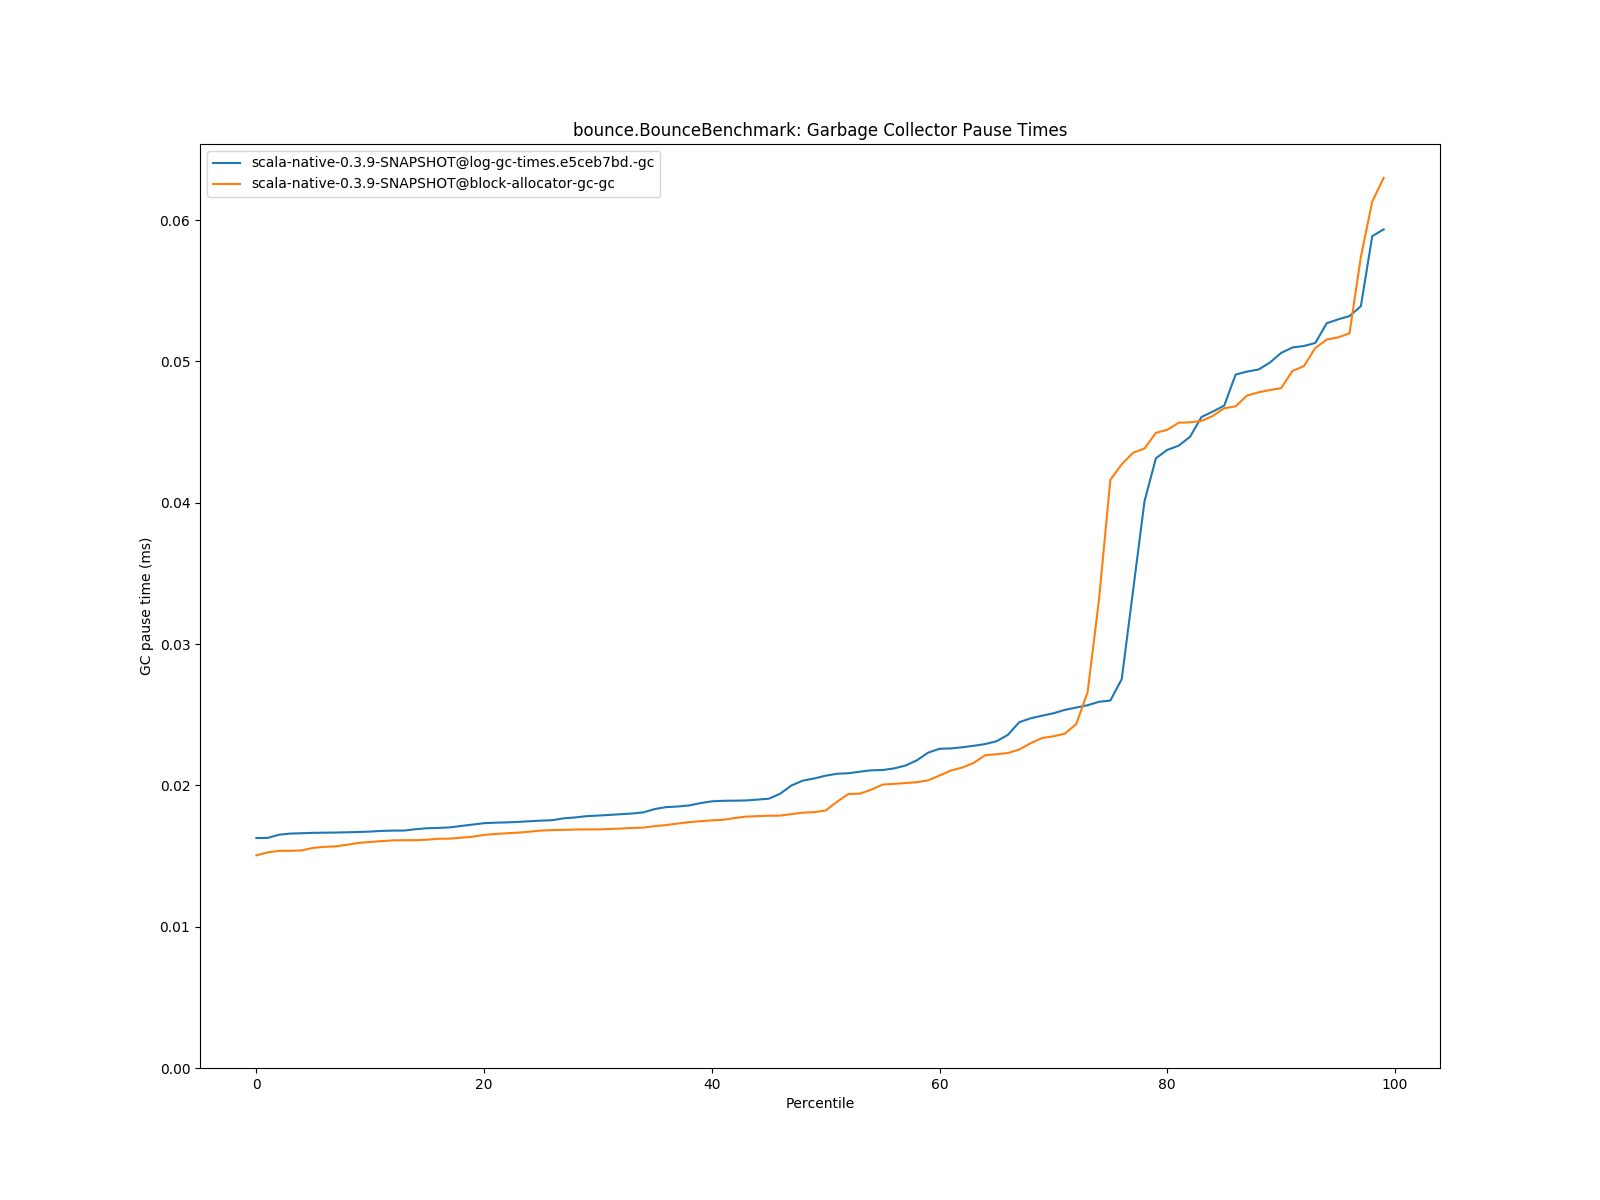 bounce.BounceBenchmark: Garbage Collector Pause Times
scala-native-0.3.9-SNAPSHOT@log-gc-times.e5ceb7bd.-gc
scala-native-0.3.9-SNAPSHOT@block-allocator-gc-gc
0.06
0.05
0.04
0.03
0.02
0.01
0.00
GC pause time (ms)
0 20 40 60 80 100
Percentile